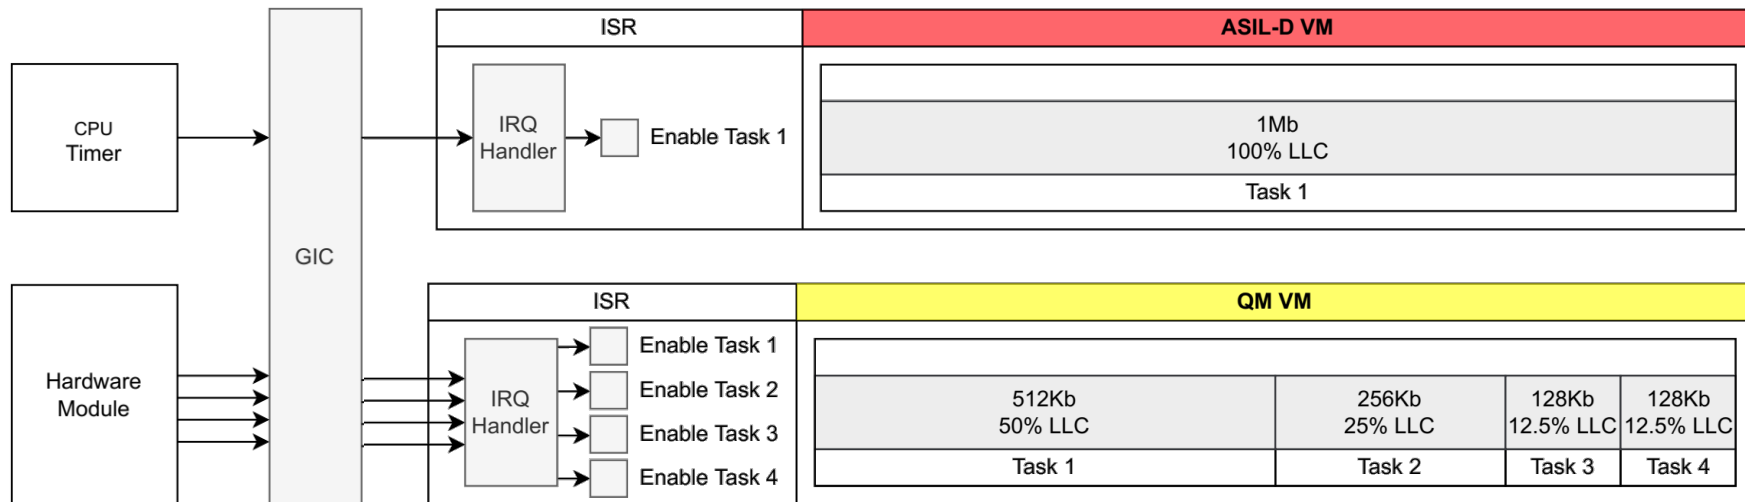 ISR
ASIL-D VM
CPU
Timer
IRQ
Handler
Enable Task 1
1Mb
100% LLC
Task 1
GIC
ISR
QM VM
Hardware
Module
IRQ
Handler
Enable Task 1
Enable Task 2
Enable Task 3
Enable Task 4
512Kb
50% LLC
Task 1
256Kb
25% LLC
Task 2
128Kb
12.5% LLC
Task 3
128Kb
12.5% LLC
Task 4